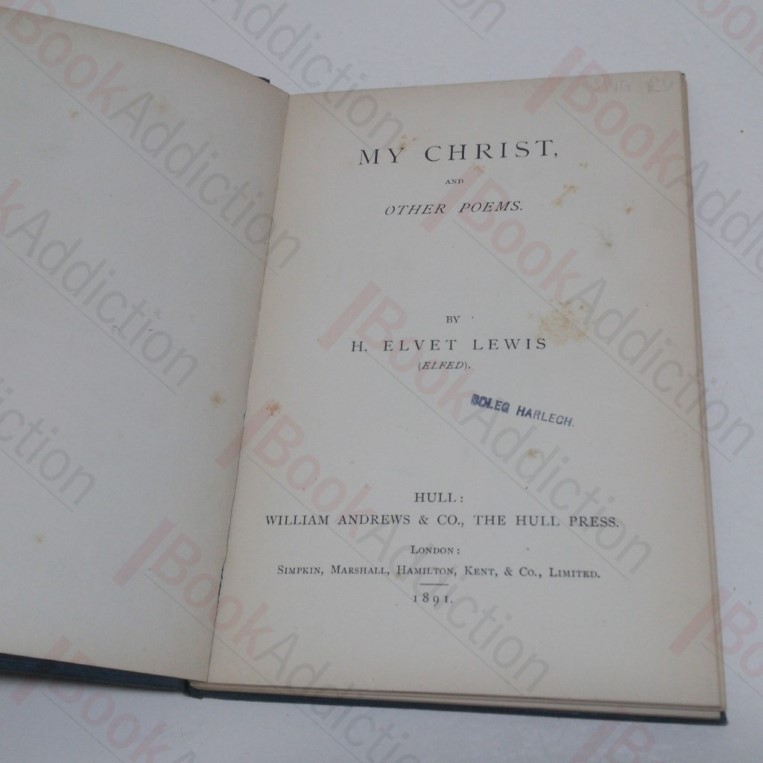 MY CHRIST,
AND
OTHER POEMS.
BY
H. ELVET LEWIS
(ELFED).
COLEG HARLECH.
HULL:
WILLIAM ANDREWS & CO., THE HULL PRESS.
LONDON:
SIMPKIN, MARSHALL, HAMILTON, KENT, & CO., LIMITED.
1891.
BookAddiction